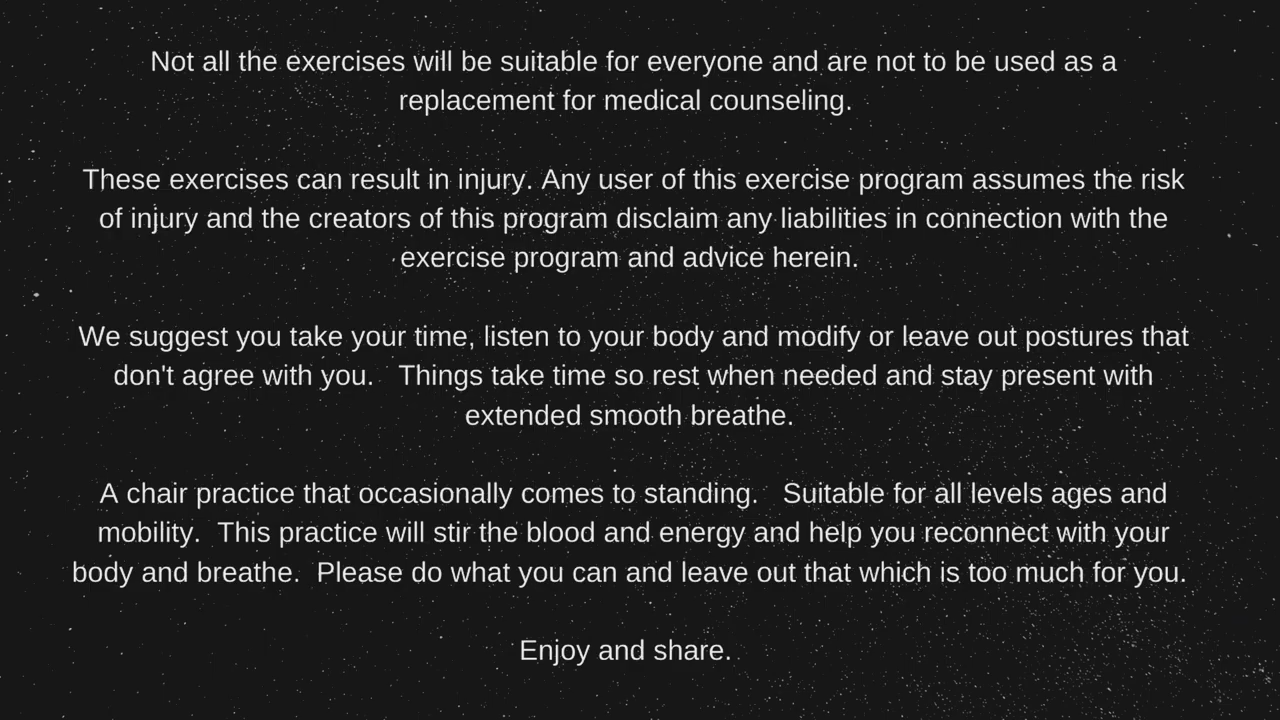 Not all the exercises will be suitable for everyone and are not to be used as a
replacement for medical counseling.
These exercises can result in injury. Any user of this exercise program assumes the risk
of injury and the creators of this program disclaim any liabilities in connection with the
exercise program and advice herein.
We suggest you take your time, listen to your body and modify or leave out postures that
don't agree with you.   Things take time so rest when needed and stay present with
extended smooth breathe.
A chair practice that occasionally comes to standing.   Suitable for all levels ages and
mobility.  This practice will stir the blood and energy and help you reconnect with your
body and breathe.  Please do what you can and leave out that which is too much for you.
Enjoy and share.